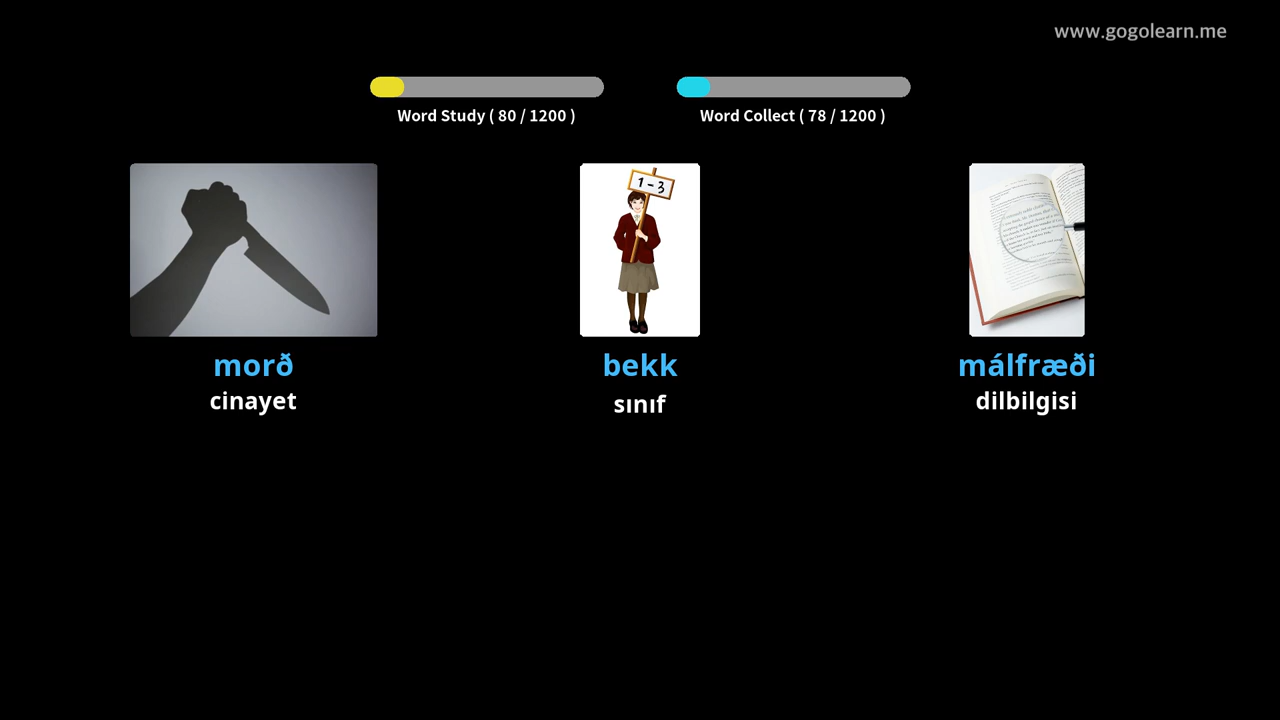 www.gogolearn.me
Word Study ( 80 / 1200 )
Word Collect ( 78 / 1200 )
1 - 3
morð
bekk
málfræði
cinayet
sınıf
dilbilgisi